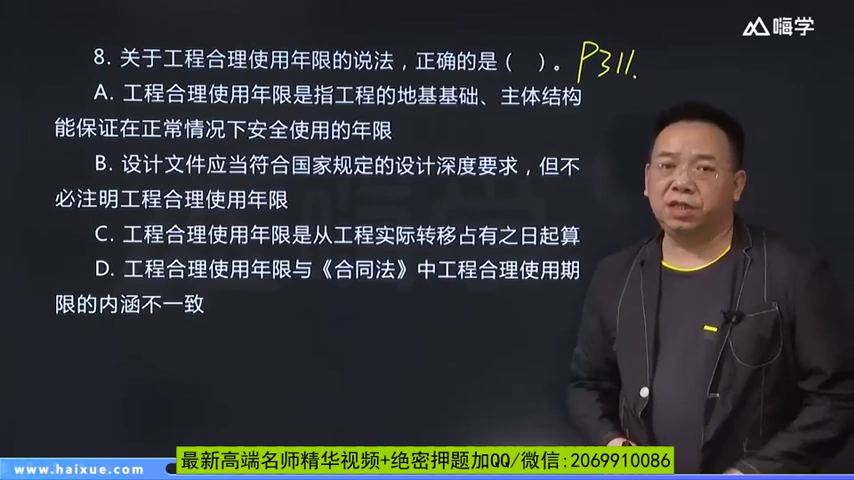 嗨学
8. 关于工程合理使用年限的说法，正确的是（　）。 P311.
A. 工程合理使用年限是指工程的地基基础、主体结构
能保证在正常情况下安全使用的年限
B. 设计文件应当符合国家规定的设计深度要求，但不
必注明工程合理使用年限
C. 工程合理使用年限是从工程实际转移占有之日起算
D. 工程合理使用年限与《合同法》中工程合理使用期
限的内涵不一致
最新高端名师精华视频+绝密押题加QQ/微信:2069910086
www.haixue.com